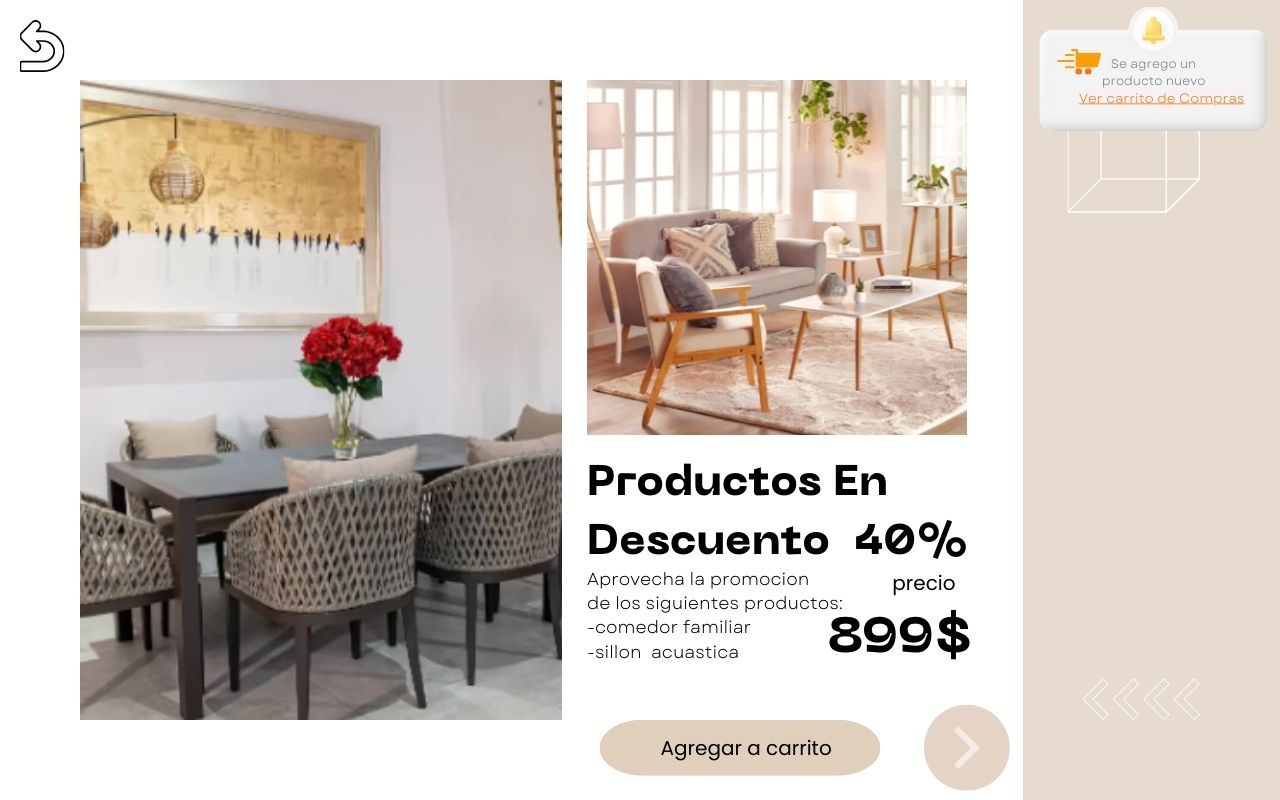 Se agrego un
producto nuevo
Ver carrito de Compras
Productos En
Descuento 40%
Aprovecha la promocion
de los siguientes productos:
-comedor familiar
-sillon acuastica
precio
899$
Agregar a carrito